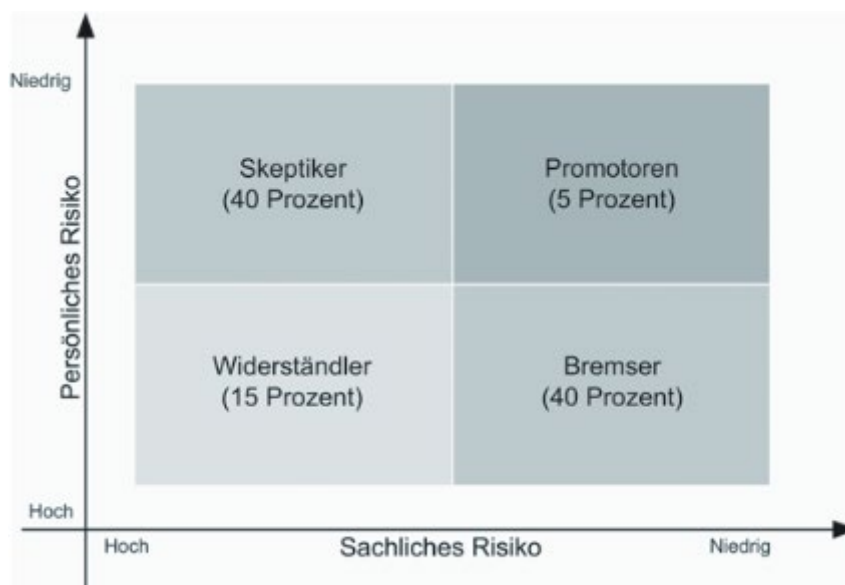 Niedrig
Skeptiker
(40 Prozent)
Promotoren
(5 Prozent)
Persönliches Risiko
Widerständler
(15 Prozent)
Bremser
(40 Prozent)
Hoch
Hoch
Sachliches Risiko
Niedrig